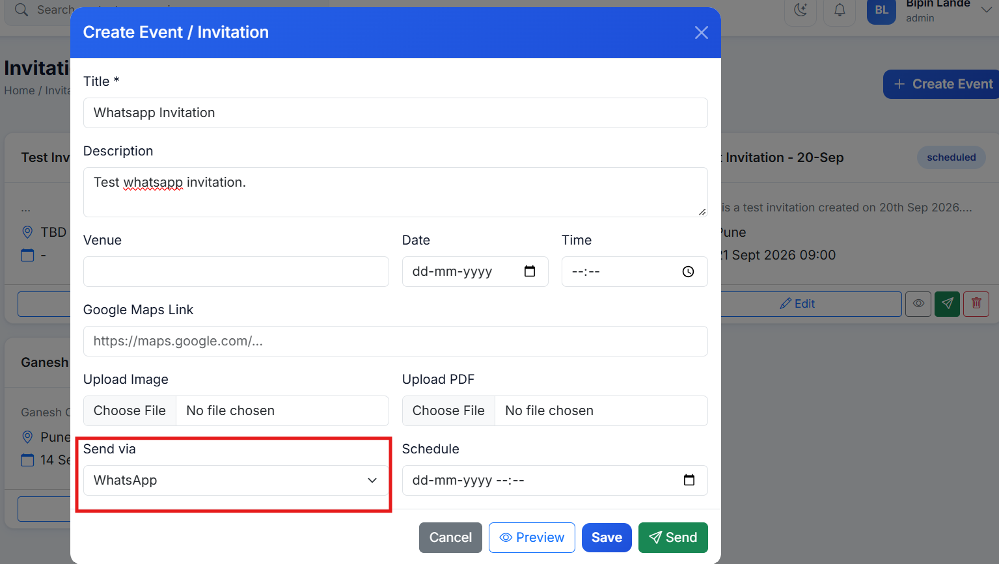 Search
BL
Bipin Lande
admin
Create Event / Invitation
Invitati
Home / Invita
+ Create Event
Title *
Whatsapp Invitation
Description
Test whatsapp invitation.
Test Inv
Invitation - 20-Sep
scheduled
...
is a test invitation created on 20th Sep 2026....
TBD
Pune
-
21 Sept 2026 09:00
Edit
Venue
Date
Time
dd-mm-yyyy
--:--
Google Maps Link
https://maps.google.com/...
Ganesh
Upload Image
Upload PDF
Choose File No file chosen
Choose File No file chosen
Ganesh C
Pune
14 Se
Send via
Schedule
WhatsApp
dd-mm-yyyy --:--
Cancel
Preview
Save
Send